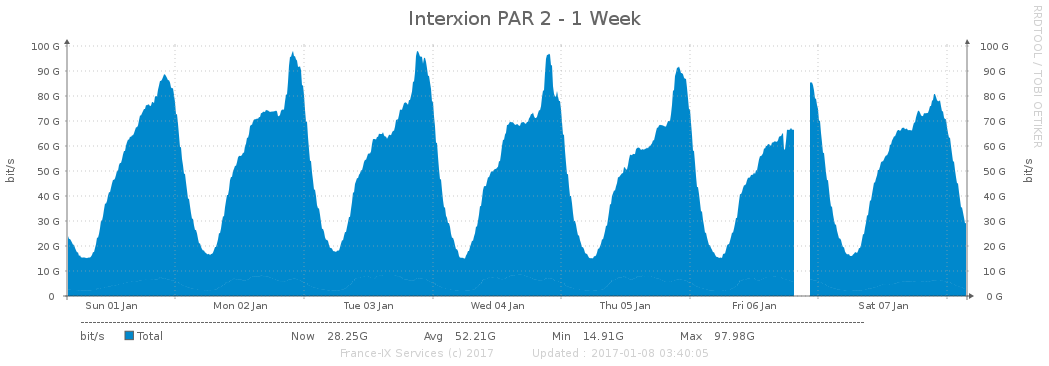 Interxion PAR 2 - 1 Week
RRDTOOL / TOBI OETIKER
100 G 100 G
90 G 90 G
80 G 80 G
70 G 70 G
60 G 60 G
50 G 50 G
40 G 40 G
30 G 30 G
20 G 20 G
10 G 10 G
0 0 G
bit/s bit/s
Sun 01 Jan Mon 02 Jan Tue 03 Jan Wed 04 Jan Thu 05 Jan Fri 06 Jan Sat 07 Jan
bit/s Total Now 28.25G Avg 52.21G Min 14.91G Max 97.98G
France-IX Services (c) 2017 Updated : 2017-01-08 03:40:05